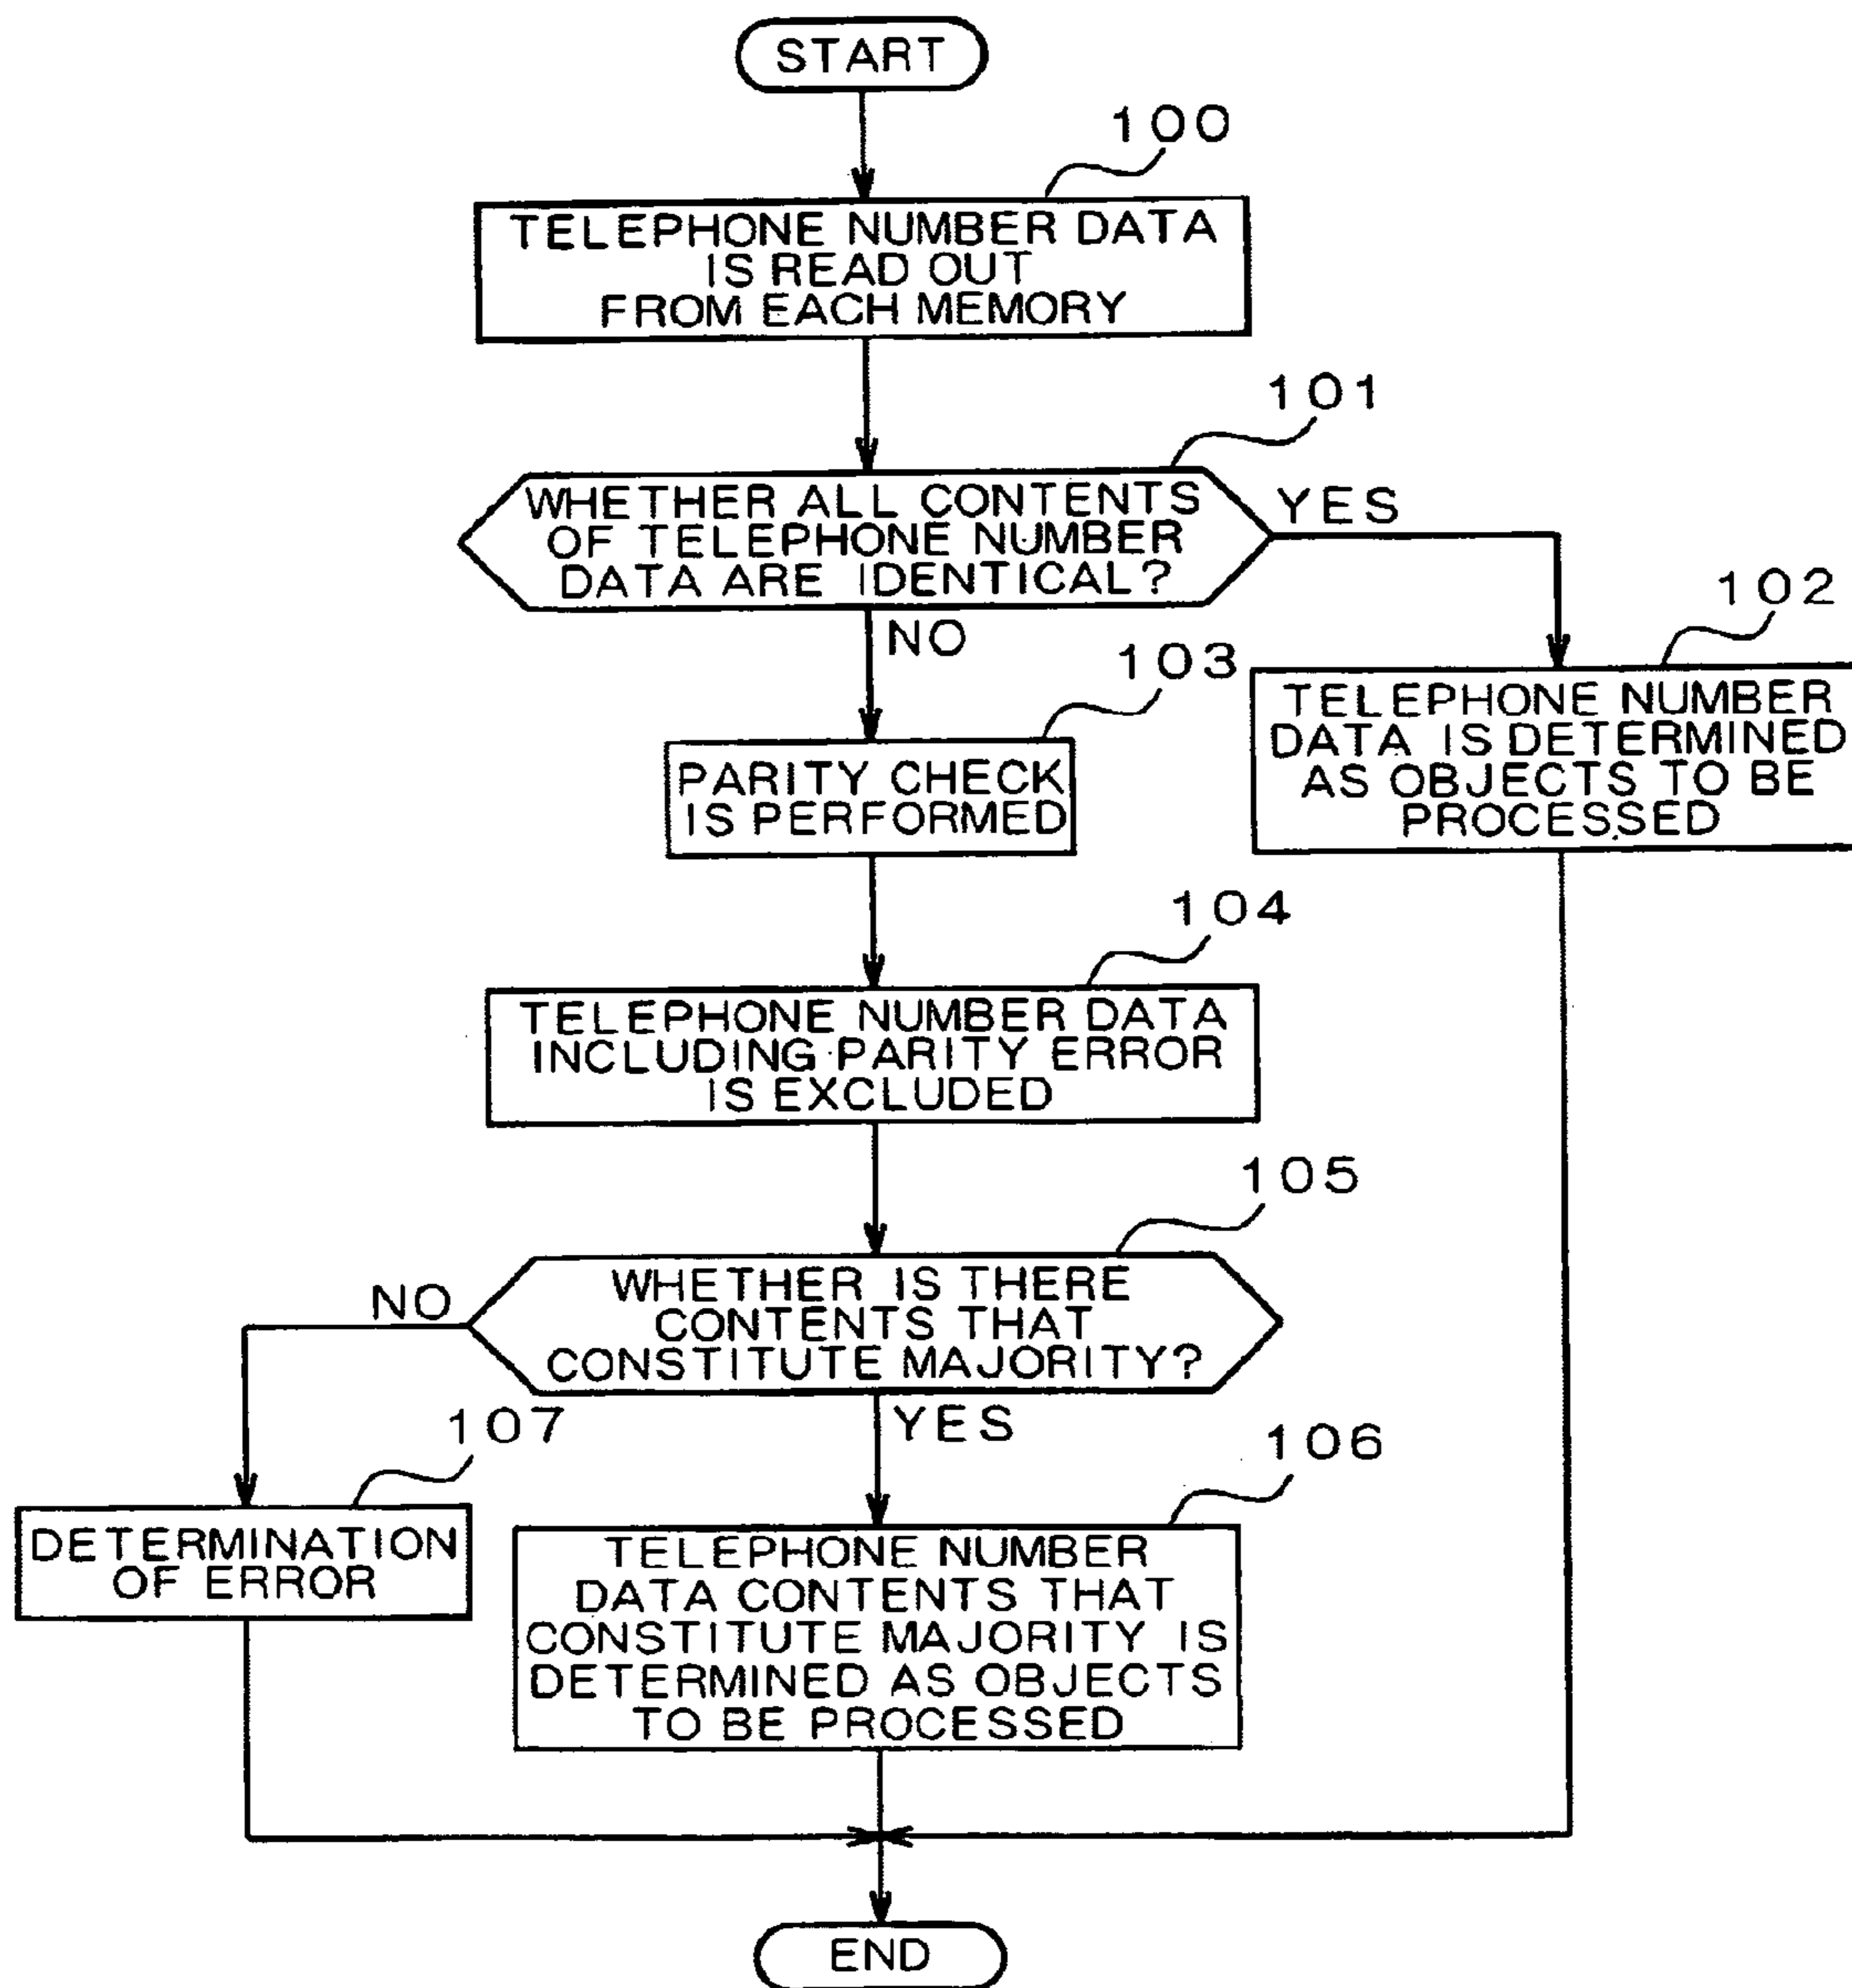 START
100
TELEPHONE NUMBER DATA
IS READ OUT
FROM EACH MEMORY
101
WHETHER ALL CONTENTS
OF TELEPHONE NUMBER
DATA ARE IDENTICAL?
YES
NO
102
TELEPHONE NUMBER
DATA IS DETERMINED
AS OBJECTS TO BE
PROCESSED
103
PARITY CHECK
IS PERFORMED
104
TELEPHONE NUMBER DATA
INCLUDING PARITY ERROR
IS EXCLUDED
105
WHETHER IS THERE
CONTENTS THAT
CONSTITUTE MAJORITY?
NO
YES
107
DETERMINATION
OF ERROR
106
TELEPHONE NUMBER
DATA CONTENTS THAT
CONSTITUTE MAJORITY IS
DETERMINED AS OBJECTS
TO BE PROCESSED
END